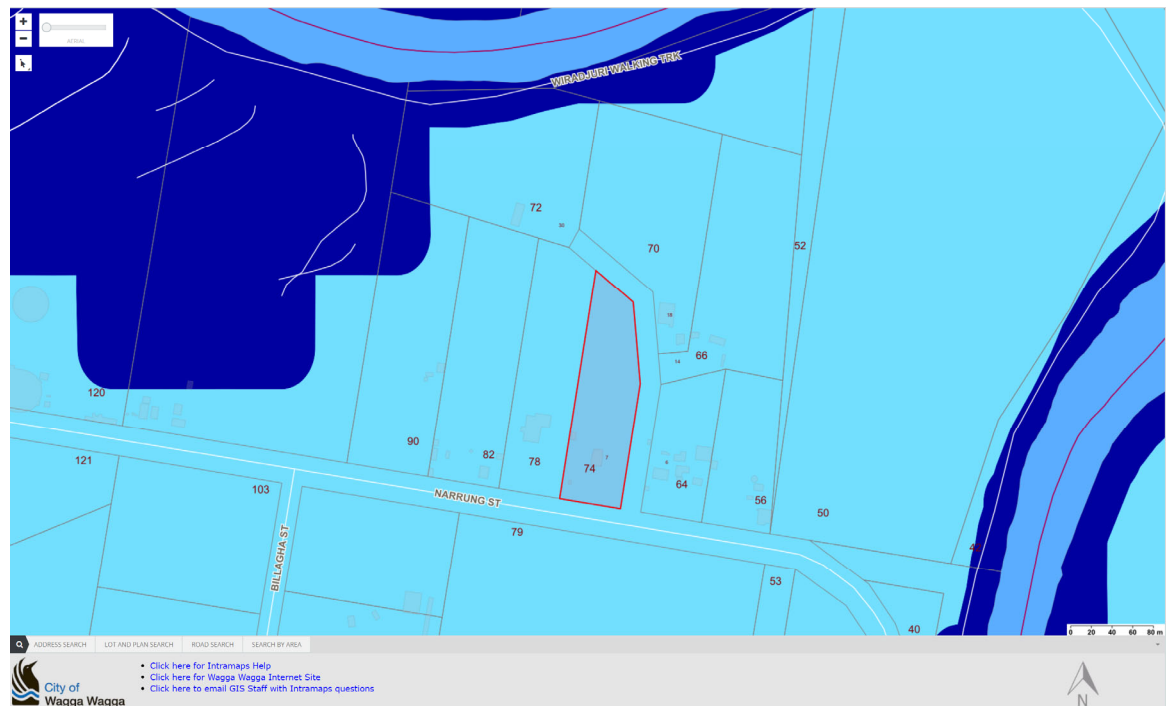 +
AERIAL
−
WIRADJURI WALKING TRK
72
70
52
66
14
120
90
82
78
74
7
64
56
50
121
103
NARRUNG ST
79
BILLAGHA ST
53
40
0 20 40 60 80 m
ADDRESS SEARCH LOT AND PLAN SEARCH ROAD SEARCH SEARCH BY AREA
• Click here for Intramaps Help
• Click here for Wagga Wagga Internet Site
• Click here to email GIS Staff with Intramaps questions
City of
Wagga Wagga
N